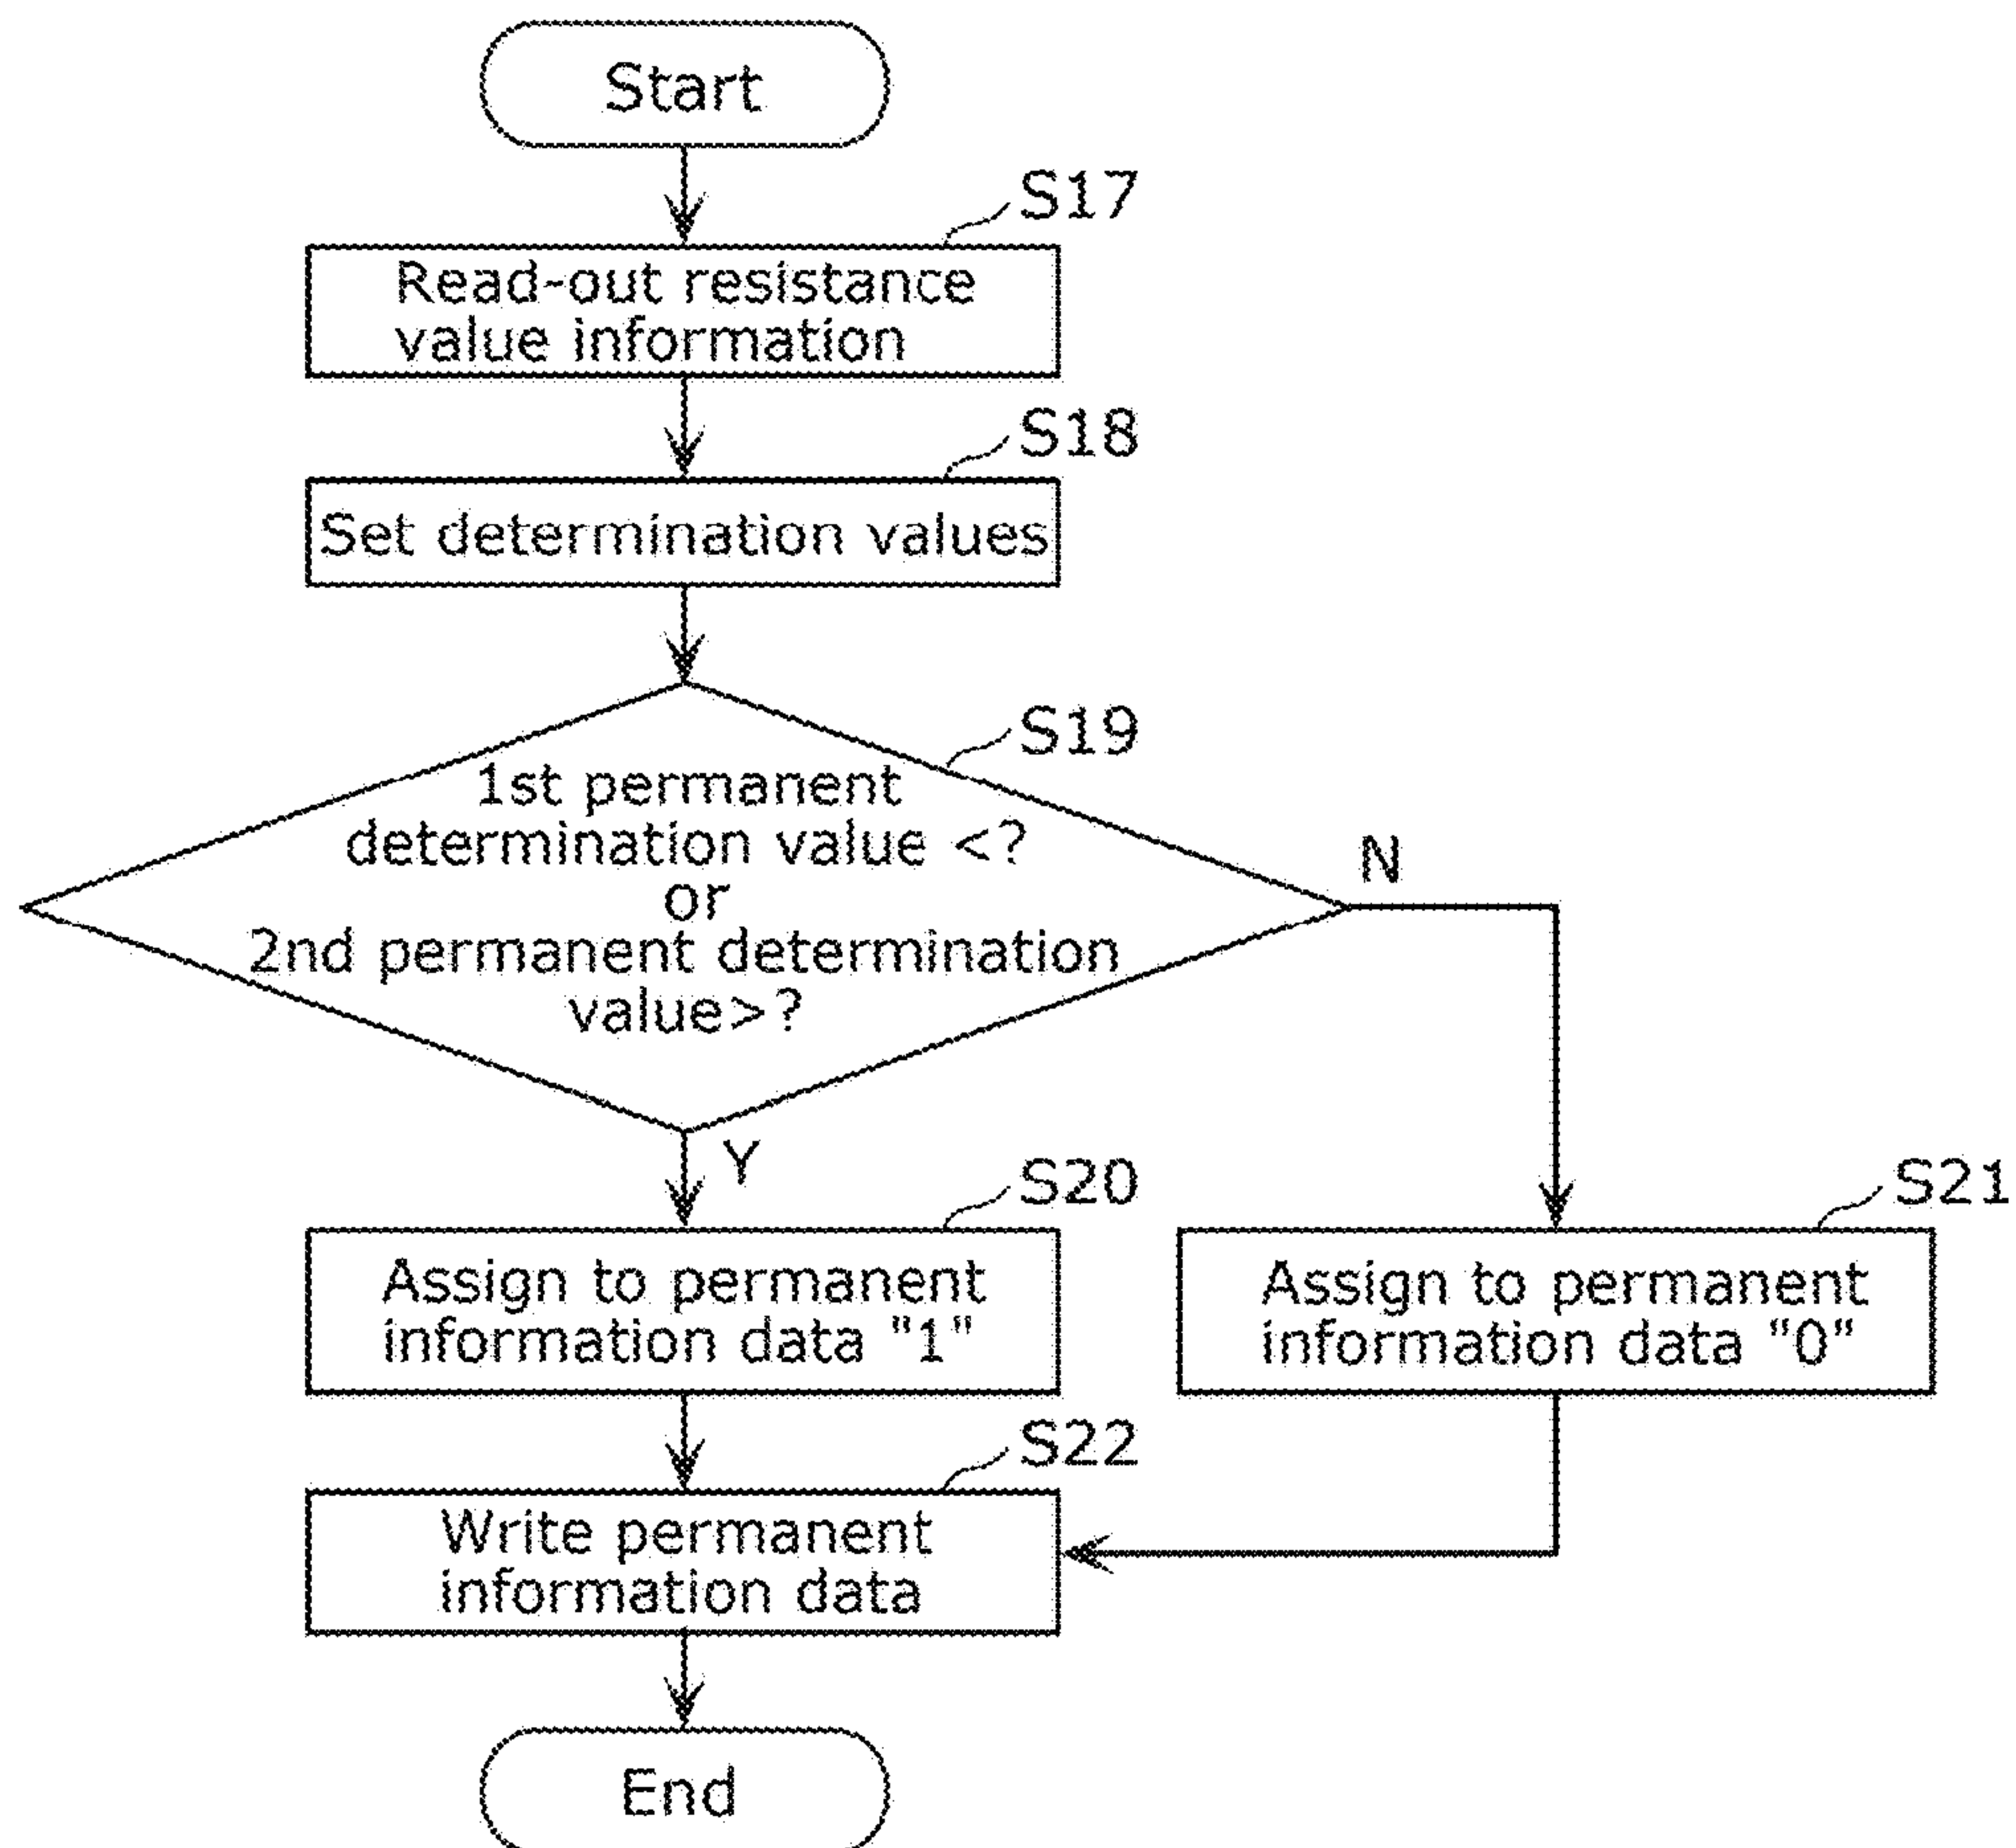 Start
S17
Read-out resistance
value information
S18
Set determination values
S19
1st permanent
determination value <?
or
2nd permanent determination
value>?
N
Y
S20
Assign to permanent
information data "1"
S21
Assign to permanent
information data "0"
S22
Write permanent
information data
End